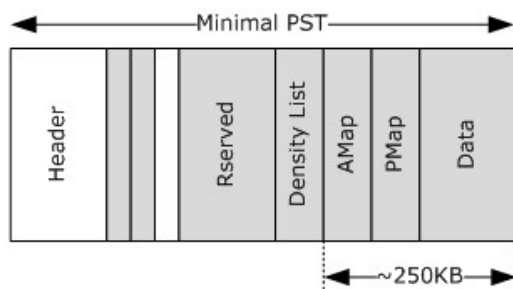 Minimal PST
Header
Rserved
Density List
AMap
PMap
Data
~250KB